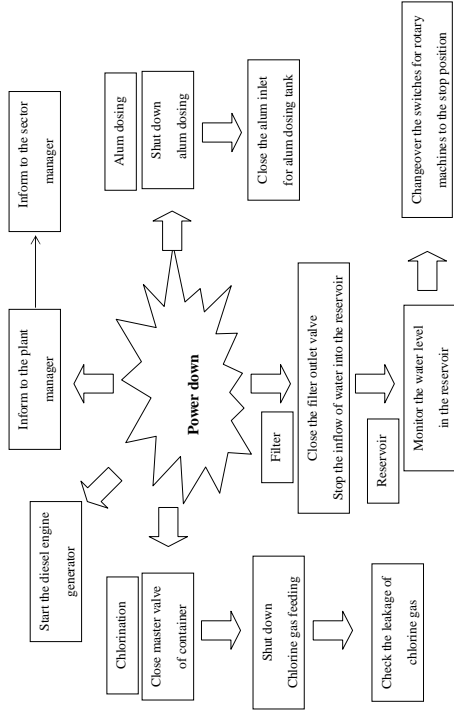 Inform to the plant
manager
Inform to the sector
manager
Start the diesel engine
generator
Power down
Chlorination
Close master valve
of container
Shut down
Chlorine gas feeding
Check the leakage of
chlorine gas
Filter
Close the filter outlet valve
Stop the inflow of water into the reservoir
Reservoir
Monitor the water level
in the reservoir
Changeover the switches for rotary
machines to the stop position
Alum dosing
Shut down
alum dosing
Close the alum inlet
for alum dosing tank